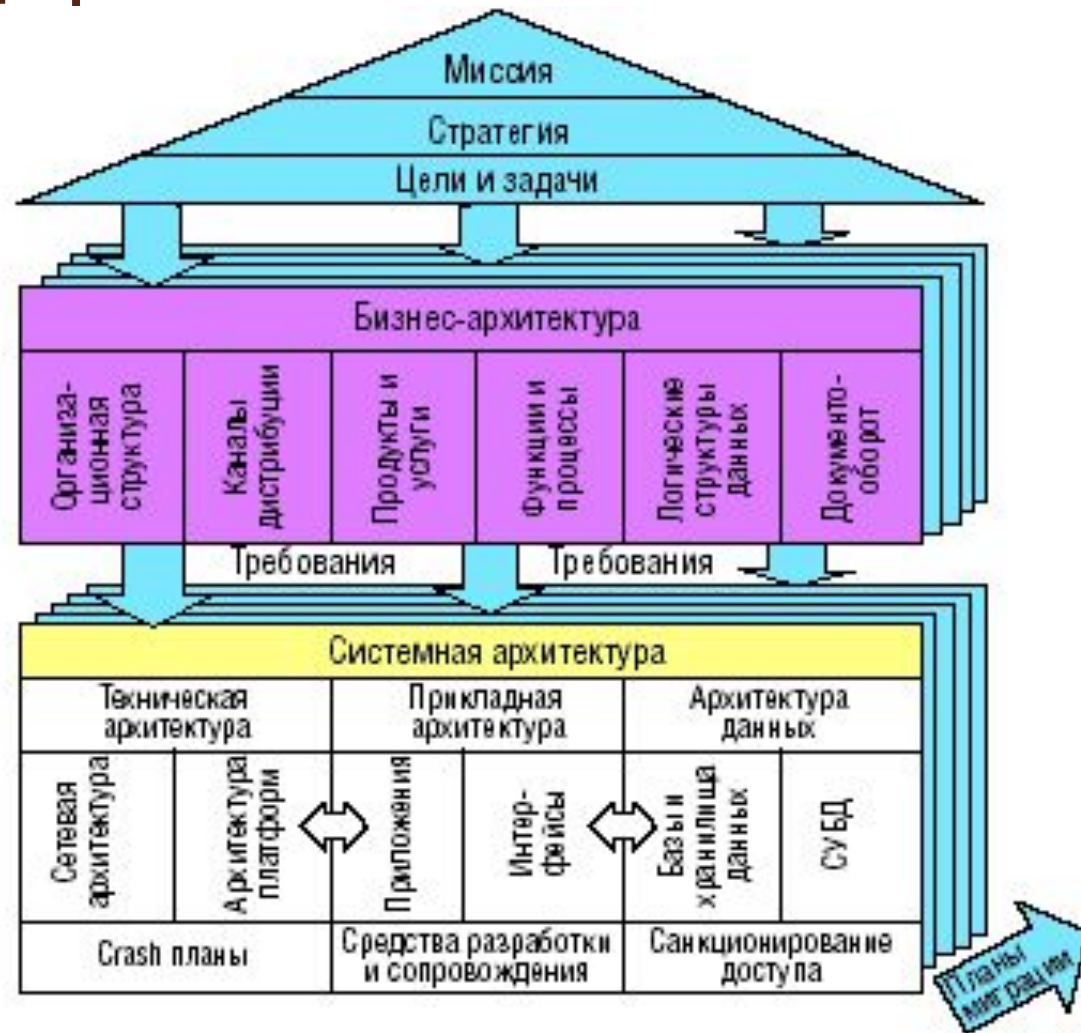 Миссия
Стратегия
Цели и задачи
Бизнес-архитектура
Организа-
ционная
структура
Каналы
дистрибуции
Продукты и
услуги
Функции и
процессы
Логические
структуры
данных
Документо-
оборот
Требования
Требования
Системная архитектура
Техническая
архитектура
Прикладная
архитектура
Архитектура
данных
Сетевая
архитектура
Архитектура
платформ
Приложения
Интер-
фейсы
Базы и
хранилища
данных
СУБД
Crash планы
Средства разработки
и сопровождения
Санкционирование
доступа
Планы
миграции